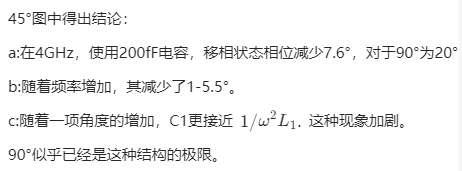 45°图中得出结论：
a:在4GHz，使用200fF电容，移相状态相位减少7.6°，对于90°为20°
b:随着频率增加，其减少了1-5.5°。
c:随着一项角度的增加，C1更接近 1/ω²L₁. 这种现象加剧。
90°似乎已经是这种结构的极限。